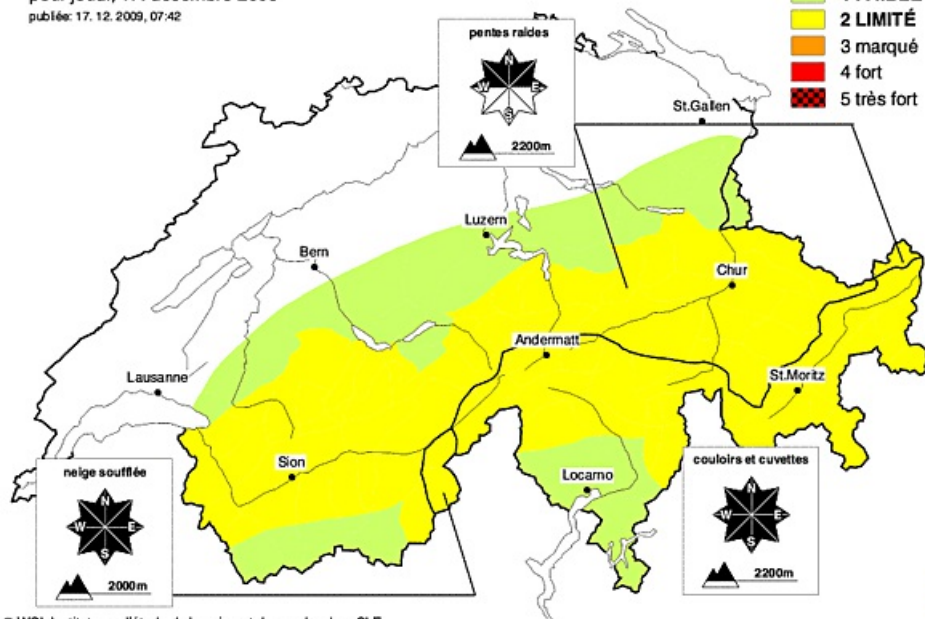 publiée: 17. 12. 2009, 07:42
2 LIMITÉ
3 marqué
4 fort
5 très fort
pentes raides
N
W E
S
2200m
St.Gallen
Luzern
Bern
Chur
Andermatt
Lausanne
St.Moritz
Sion
Locarno
neige soufflée
N
W E
S
2000m
couloirs et cuvettes
N
W E
S
2200m